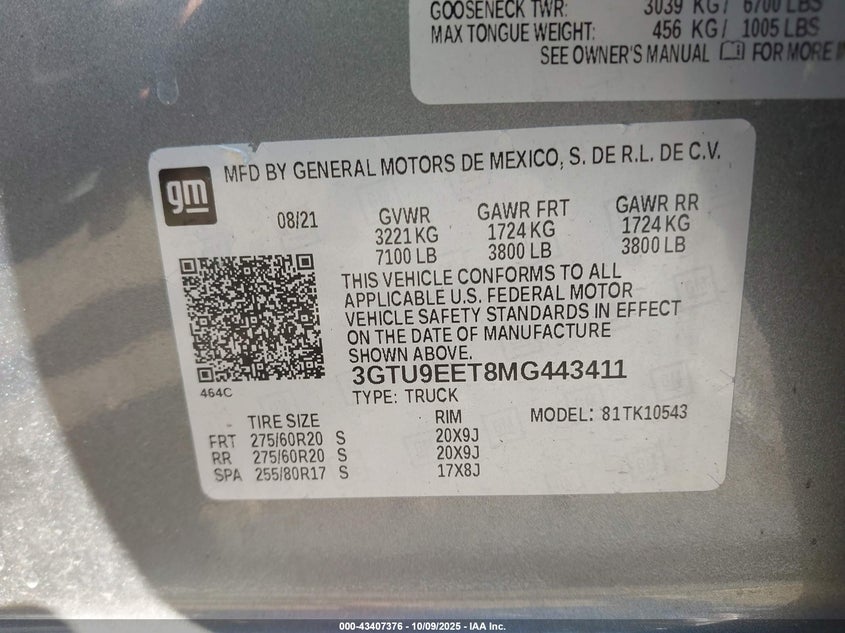 GOOSENECK TWR: 3039 KG / 6700 LBS
MAX TONGUE WEIGHT: 456 KG / 1005 LBS
SEE OWNER'S MANUAL FOR MORE
gm
MFD BY GENERAL MOTORS DE MEXICO, S. DE R.L. DE C.V.
08/21 GVWR GAWR FRT GAWR RR
3221 KG 1724 KG 1724 KG
7100 LB 3800 LB 3800 LB
THIS VEHICLE CONFORMS TO ALL
APPLICABLE U.S. FEDERAL MOTOR
VEHICLE SAFETY STANDARDS IN EFFECT
ON THE DATE OF MANUFACTURE
SHOWN ABOVE.
464C
3GTU9EET8MG443411
TYPE: TRUCK
MODEL: 81TK10543
TIRE SIZE RIM
FRT 275/60R20 S 20X9J
RR 275/60R20 S 20X9J
SPA 255/80R17 S 17X8J
000-43407376 - 10/09/2025 - IAA Inc.